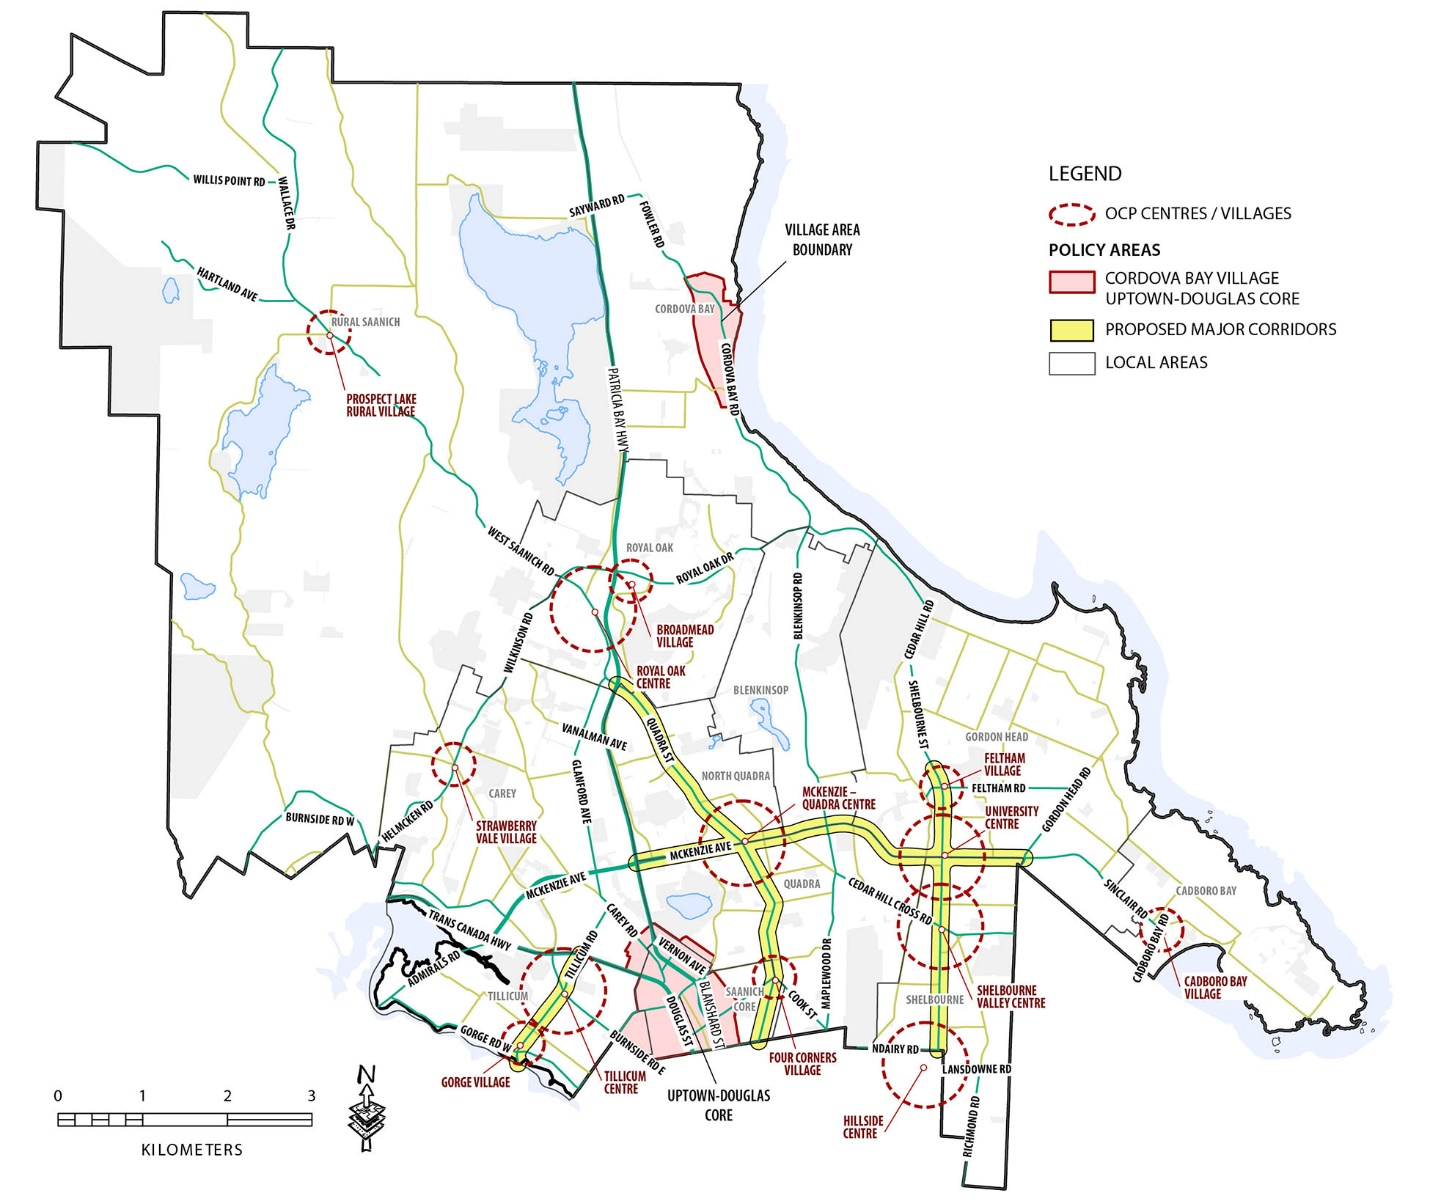 LEGEND
OCP CENTRES / VILLAGES
POLICY AREAS
CORDOVA BAY VILLAGE
UPTOWN-DOUGLAS CORE
PROPOSED MAJOR CORRIDORS
LOCAL AREAS
WILLIS POINT RD
WALLACE DR
SAYWARD RD
FOWLER RD
VILLAGE AREA
BOUNDARY
HARTLAND AVE
RURAL SAANICH
CORDOVA BAY
PROSPECT LAKE
RURAL VILLAGE
PATRICIA BAY HWY
CORDOVA BAY RD
WEST SAANICH RD
ROYAL OAK
ROYAL OAK DR
BLENKINSOP RD
CEDAR HILL RD
WILKINSON RD
BROADMEAD
VILLAGE
ROYAL OAK
CENTRE
BLENKINSOP
SHELBOURNE ST
QUADRA ST
VANALMAN AVE
GORDON HEAD
FELTHAM
VILLAGE
FELTHAM RD
GORDON HEAD RD
NORTH QUADRA
MCKENZIE –
QUADRA CENTRE
UNIVERSITY
CENTRE
CAREY
GLANFORD AVE
STRAWBERRY
VALE VILLAGE
HELMCKEN RD
BURNSIDE RD W
MCKENZIE AVE
MCKENZIE AVE
QUADRA
CEDAR HILL CROSS RD
SINCLAIR RD
CADBORO BAY
CADBORO BAY RD
CADBORO BAY
VILLAGE
TRANS CANADA HWY
ADMIRALS RD
TILLICUM RD
CAREY RD
VERNON AVE
BLANSHARD ST
DOUGLAS ST
SAANICH
CORE
COOK ST
MAPLEWOOD DR
SHELBOURNE
SHELBOURNE
VALLEY CENTRE
TILLICUM
GORGE RD W
BURNSIDE RD E
GORGE VILLAGE
TILLICUM
CENTRE
UPTOWN-DOUGLAS
CORE
FOUR CORNERS
VILLAGE
NDAIRY RD
LANSDOWNE RD
HILLSIDE
CENTRE
RICHMOND RD
0 1 2 3
KILOMETERS
N